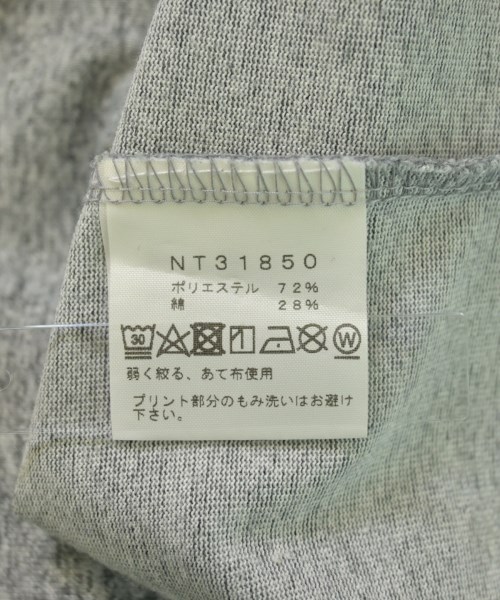 NT31850
ポリエステル 72%
綿 28%
30 W
弱く絞る、あて布使用
プリント部分のもみ洗いはお避け
下さい。